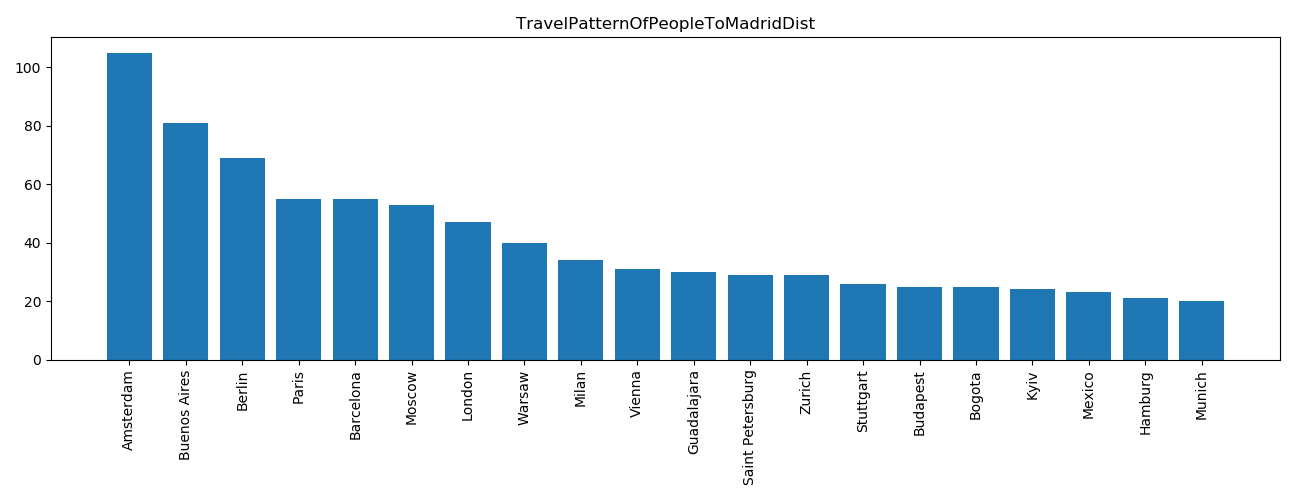 TravelPatternOfPeopleToMadridDist
100
80
60
40
20
0
Amsterdam
Buenos Aires
Berlin
Paris
Barcelona
Moscow
London
Warsaw
Milan
Vienna
Guadalajara
Saint Petersburg
Zurich
Stuttgart
Budapest
Bogota
Kyiv
Mexico
Hamburg
Munich